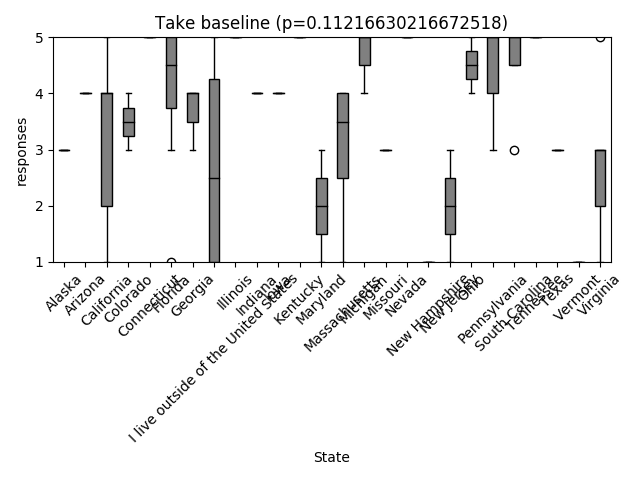 Take baseline (p=0.11216630216672518)
responses
5
4
3
2
1
Alaska
Arizona
California
Colorado
Connecticut
Florida
Georgia
I live outside of the United States
Illinois
Indiana
Iowa
Kentucky
Maryland
Massachusetts
Michigan
Missouri
Nevada
New Hampshire
New Jersey
Ohio
Pennsylvania
South Carolina
Tennessee
Texas
Vermont
Virginia
State